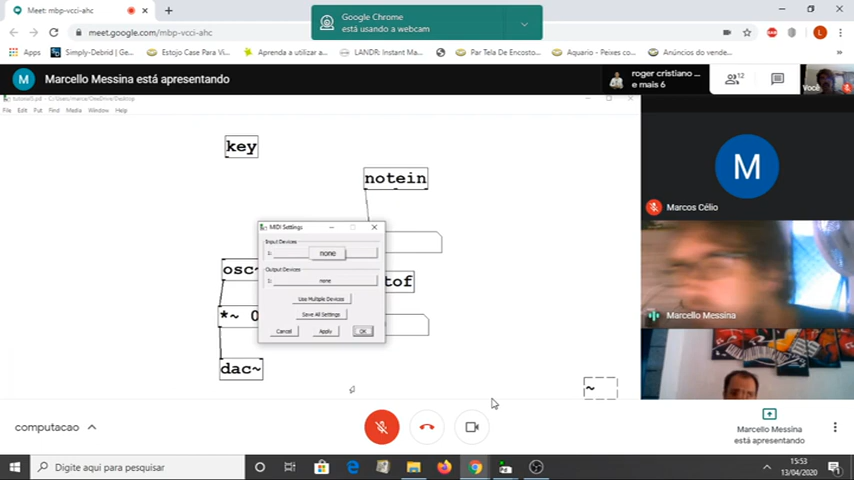 Meet: mbp-vcci-ahc
meet.google.com/mbp-vcci-ahc
Google Chrome
está usando a webcam
Apps
Simply-Debrid | Ge...
Estojo Case Para Vi...
Aprenda a utilizar a...
LANDR: Instant Ma...
Par Tela De Encosto...
Aquario - Peixes co...
Anúncios do vende...
L
M
Marcello Messina está apresentando
roger cristiano ...
e mais 6
12
Você
File Edit Put Find Media Window Help
key
notein
MIDI Settings
Input Devices
1: none
osc~
Output Devices
1: none
tof
Use Multiple Devices
Save All Settings
*~ 0
Cancel Apply OK
dac~
~
M
Marcos Célio
Marcello Messina
computacao
Marcello Messina
está apresentando
Digite aqui para pesquisar
15:53
13/04/2020